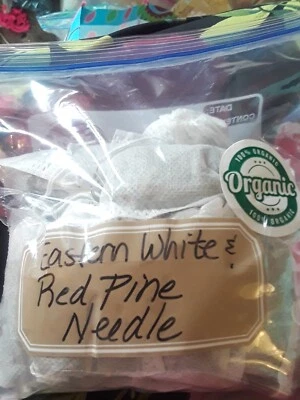 DATE
CONTE
100% ORGANIC
Organic
100% ORGANIC
Eastern White &
Red Pine
Needle